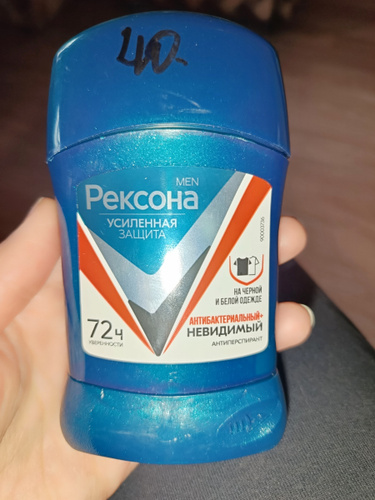 40.
MEN
Рексона
УСИЛЕННАЯ
ЗАЩИТА
НА ЧЕРНОЙ
И БЕЛОЙ ОДЕЖДЕ
АНТИБАКТЕРИАЛЬНЫЙ+
НЕВИДИМЫЙ
АНТИПЕРСПИРАНТ
72ч
УВЕРЕННОСТИ